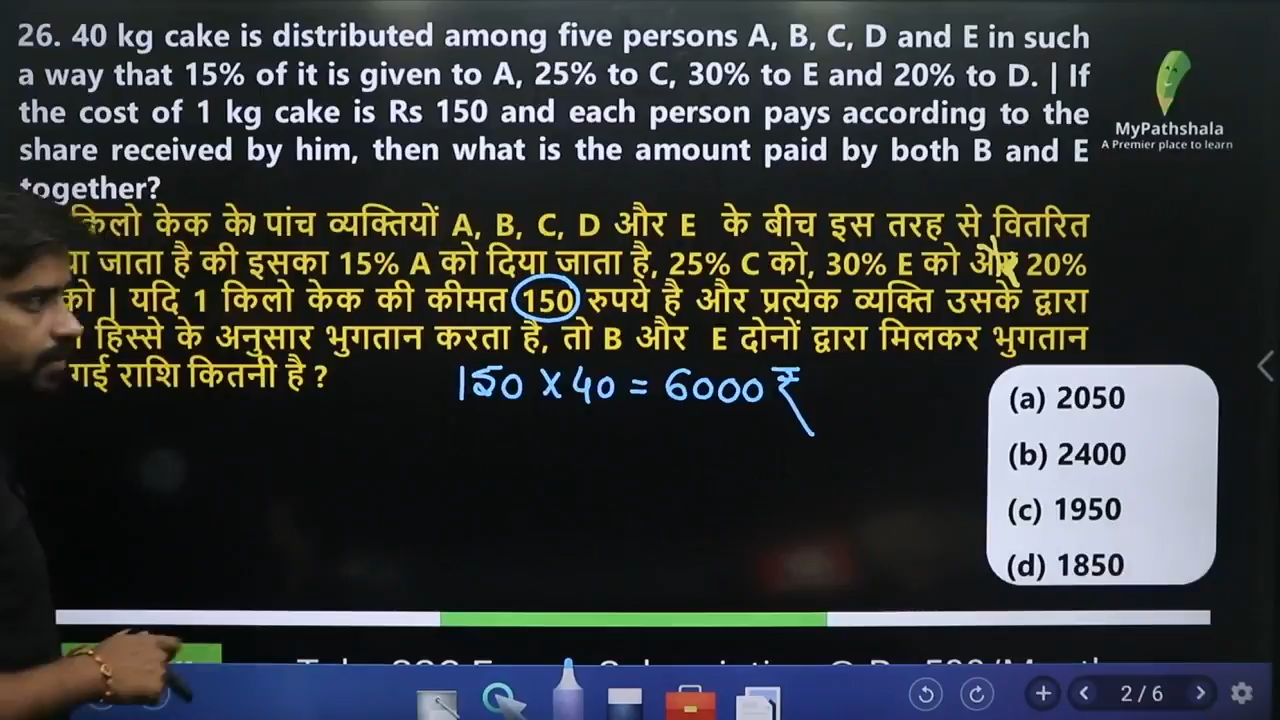 26. 40 kg cake is distributed among five persons A, B, C, D and E in such
a way that 15% of it is given to A, 25% to C, 30% to E and 20% to D. | If
the cost of 1 kg cake is Rs 150 and each person pays according to the
share received by him, then what is the amount paid by both B and E
together?
MyPathshala
A Premier place to learn
किलो केक के पांच व्यक्तियों A, B, C, D और E के बीच इस तरह से वितरित
जाता है की इसका 15% A को दिया जाता है, 25% C को, 30% E को और 20%
को | यदि 1 किलो केक की कीमत 150 रुपये है और प्रत्येक व्यक्ति उसके द्वारा
हिस्से के अनुसार भुगतान करता है, तो B और E दोनों द्वारा मिलकर भुगतान
गई राशि कितनी है ?
150 × 40 = 6000 ₹
(a) 2050
(b) 2400
(c) 1950
(d) 1850
2 / 6